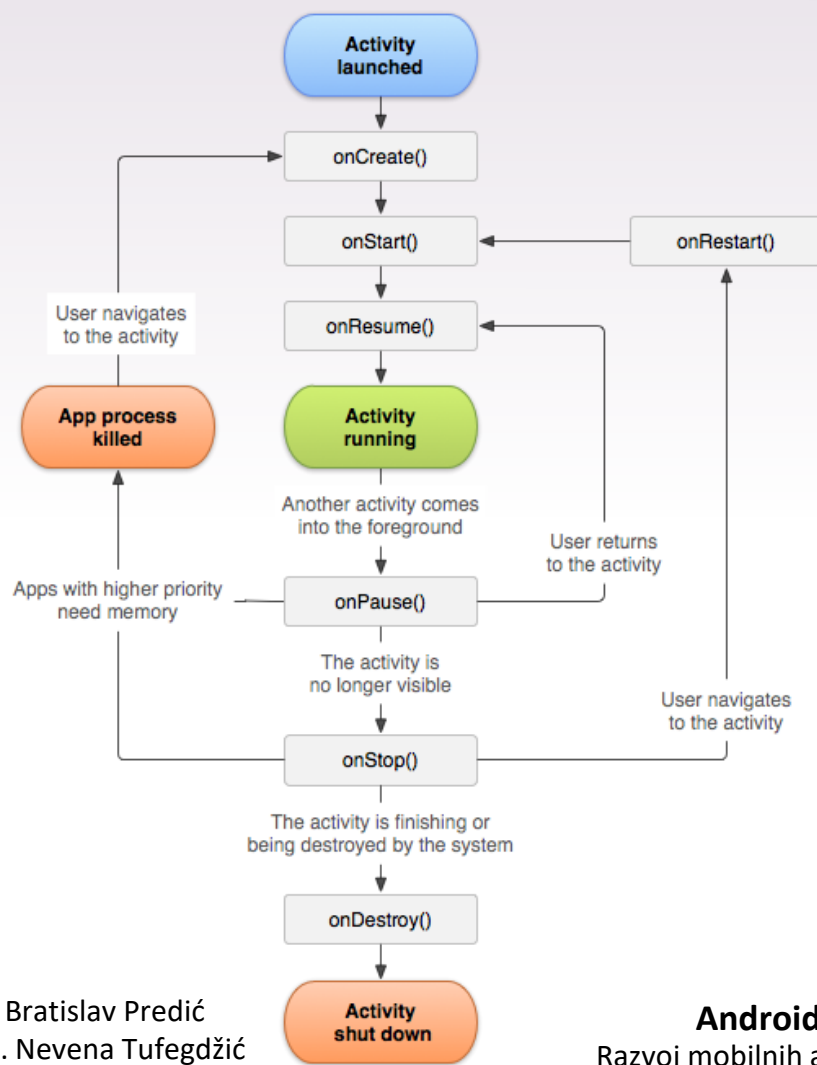 Activity
launched
onCreate()
onStart()
onRestart()
onResume()
User navigates
to the activity
App process
killed
Activity
running
Another activity comes
into the foreground
User returns
to the activity
Apps with higher priority
need memory
onPause()
The activity is
no longer visible
User navigates
to the activity
onStop()
The activity is finishing or
being destroyed by the system
onDestroy()
Activity
shut down
Bratislav Predić
. Nevena Tufegdžić
Android
Razvoj mobilnih a